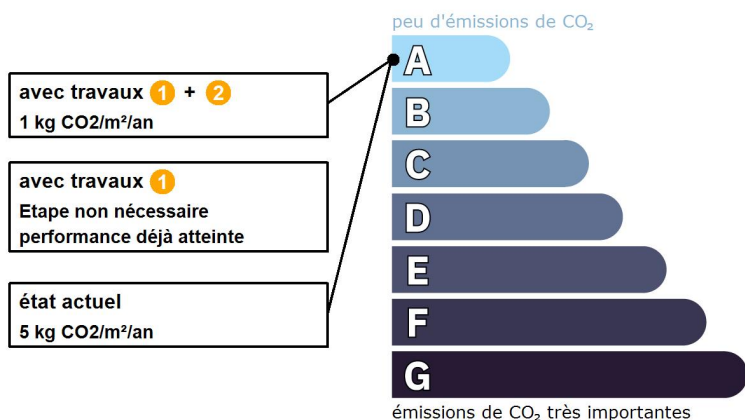 peu d'émissions de CO₂
A
avec travaux 1 + 2
1 kg CO2/m²/an
B
C
avec travaux 1
Etape non nécessaire
performance déjà atteinte
D
E
état actuel
5 kg CO2/m²/an
F
G
émissions de CO₂ très importantes